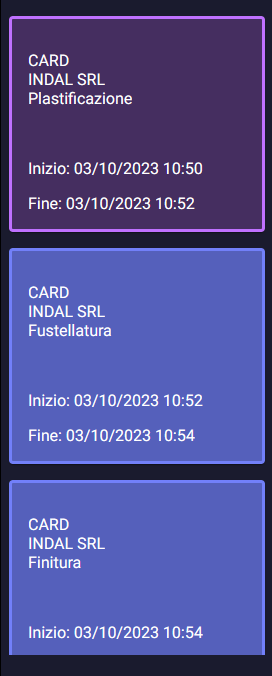 CARD
INDAL SRL
Plastificazione
Inizio: 03/10/2023 10:50
Fine: 03/10/2023 10:52
CARD
INDAL SRL
Fustellatura
Inizio: 03/10/2023 10:52
Fine: 03/10/2023 10:54
CARD
INDAL SRL
Finitura
Inizio: 03/10/2023 10:54